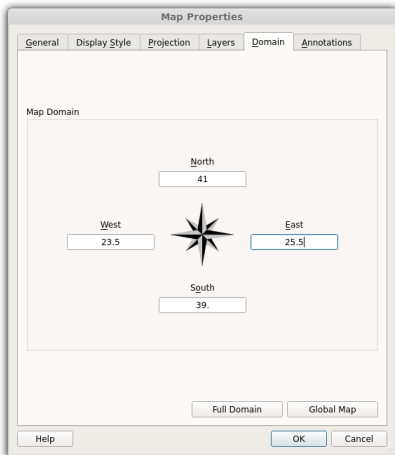 Map Properties
General Display Style Projection Layers Domain Annotations
Map Domain
North
41
West East
23.5 25.5
South
39.
Full Domain Global Map
Help OK Cancel